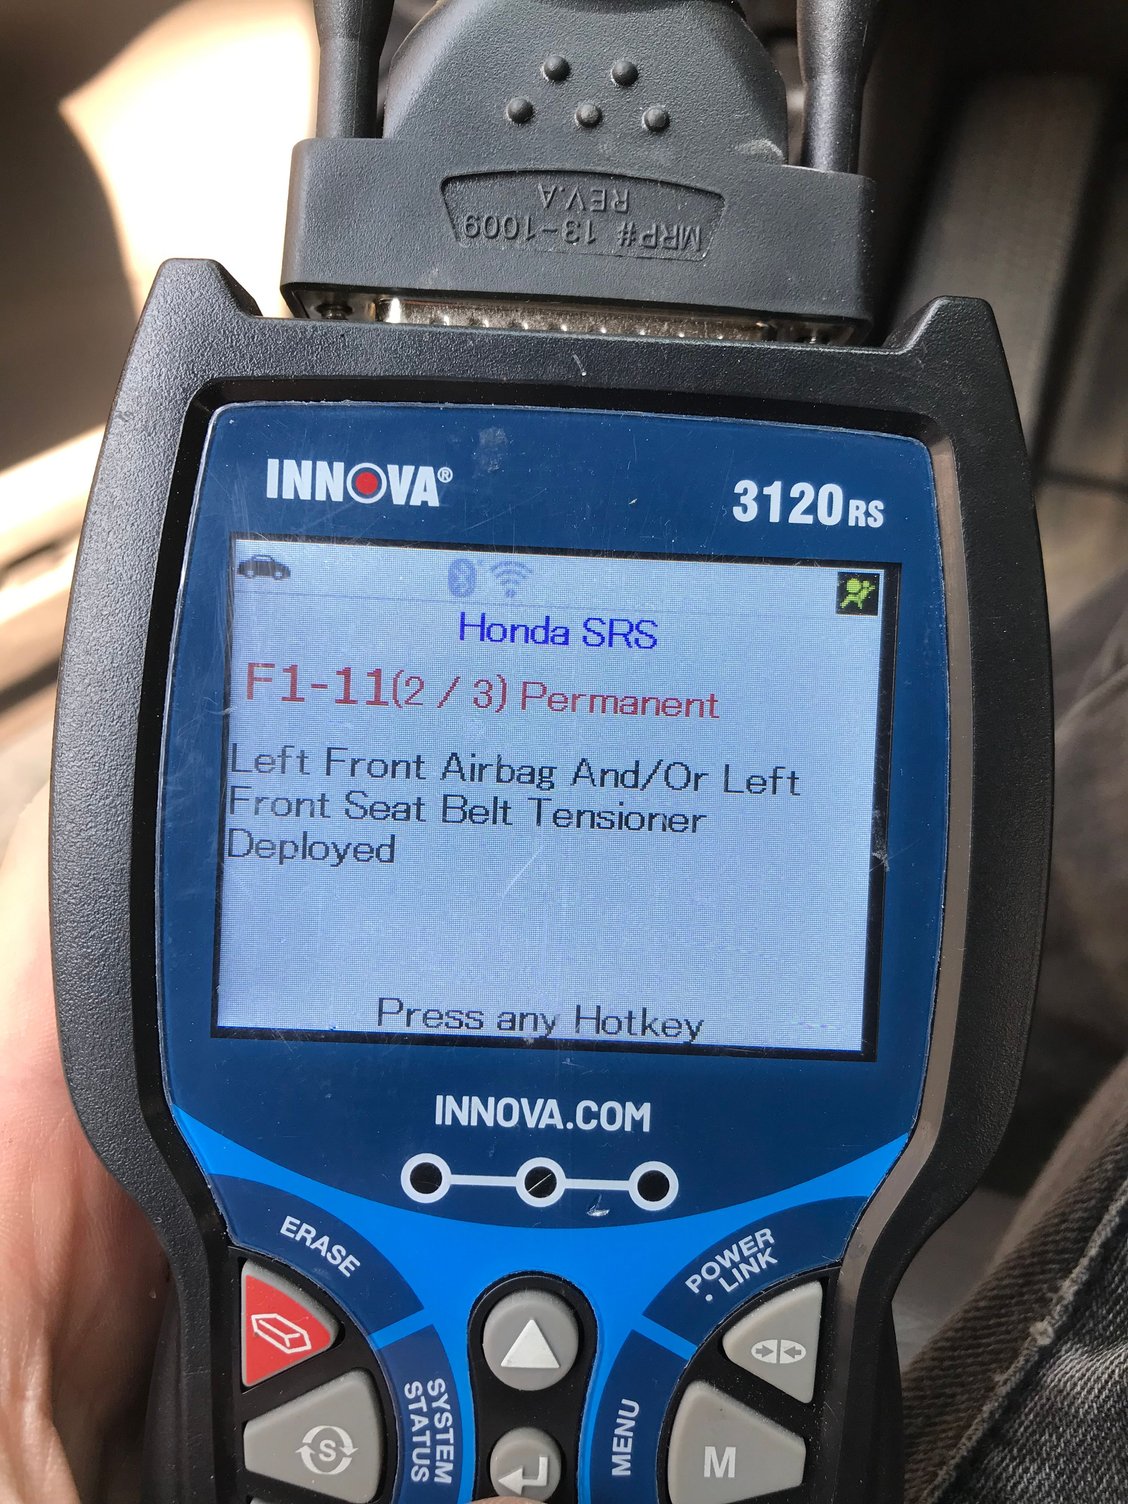 MRP# 13-1009
REV.A
INNOVA®
3120RS
Honda SRS
F1-11(2 / 3) Permanent
Left Front Airbag And/Or Left
Front Seat Belt Tensioner
Deployed
Press any Hotkey
INNOVA.COM
ERASE
POWER
LINK
SYSTEM
STATUS
MENU
S
M